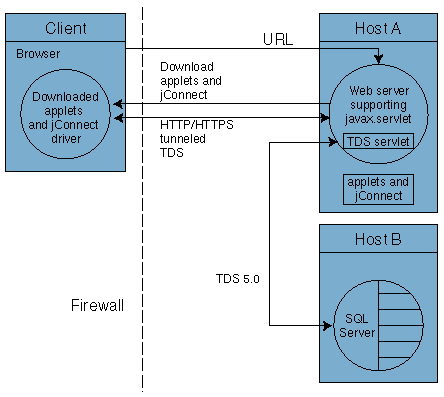 Client
Browser
Downloaded
applets
and jConnect
driver
URL
Download
applets and
jConnect
HTTP/HTTPS
tunneled
TDS
Host A
Web server
supporting
javax.servlet
TDS servlet
applets and
jConnect
TDS 5.0
Firewall
Host B
SQL
Server